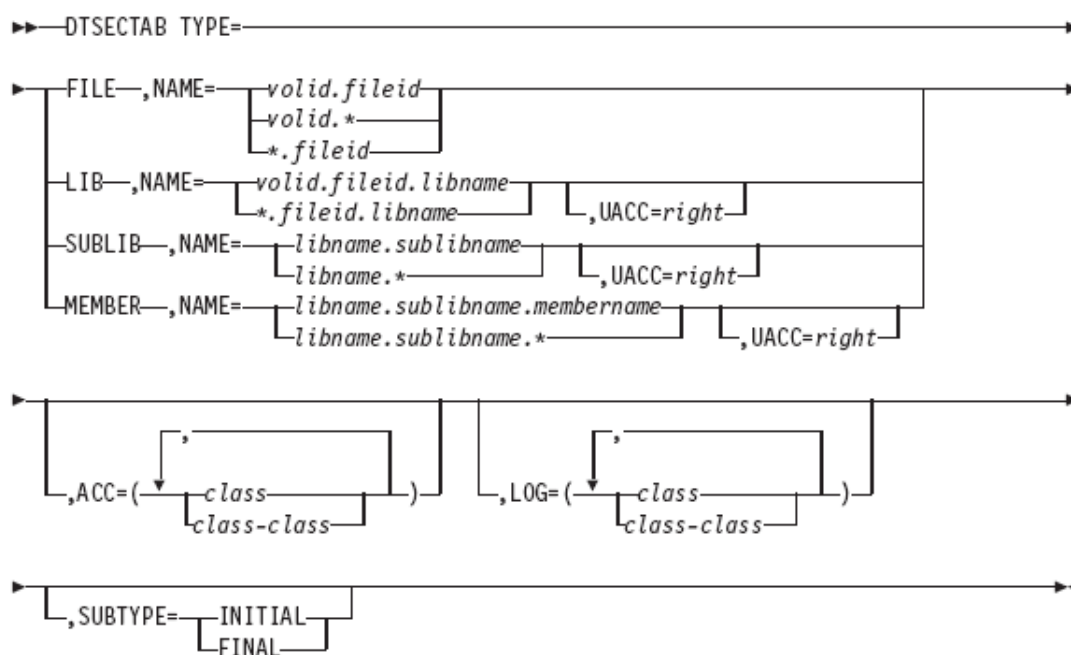 DTSECTAB TYPE=
FILE ,NAME= volid.fileid
volid.*
*.fileid
LIB ,NAME= volid.fileid.libname
*.fileid.libname ,UACC=right
SUBLIB ,NAME= libname.sublibname
libname.* ,UACC=right
MEMBER ,NAME= libname.sublibname.membername
libname.sublibname.* ,UACC=right
, ,
,ACC=( class ) ,LOG=( class )
class-class class-class
,SUBTYPE= INITIAL
FINAL